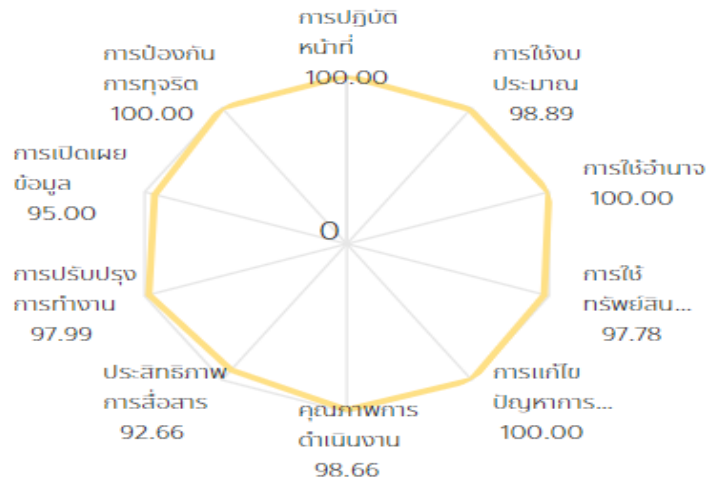 การปฏิบัติ
หน้าที่
100.00
การใช้งบ
ประมาณ
98.89
การใช้อำนาจ
100.00
การใช้
ทรัพย์สิน...
97.78
การแก้ไข
ปัญหาการ...
100.00
คุณภาพการ
ดำเนินงาน
98.66
ประสิทธิภาพ
การสื่อสาร
92.66
การปรับปรุง
การทำงาน
97.99
การเปิดเผย
ข้อมูล
95.00
การป้องกัน
การทุจริต
100.00
0